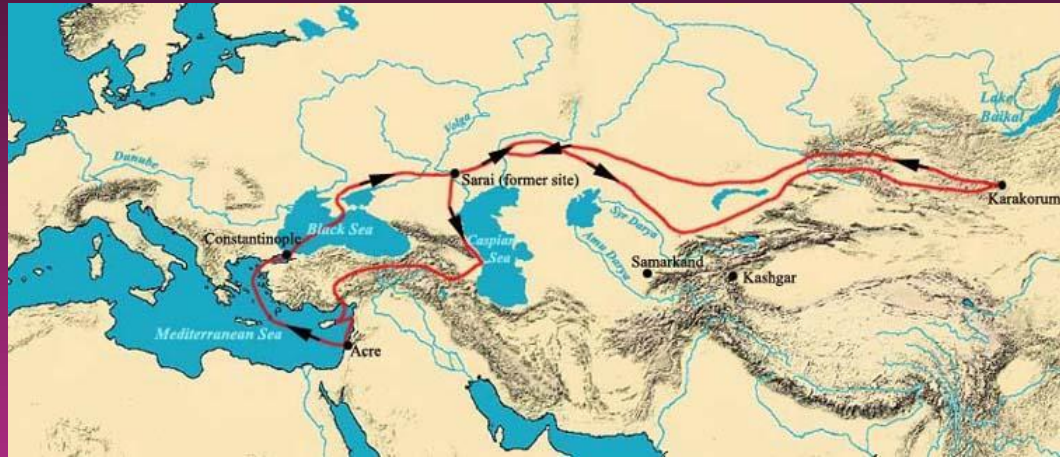 Lake
Baikal
Volga
Danube
Sarai (former site)
Karakorum
Black Sea
Constantinople
Caspian
Sea
Syr Darya
Amu Darya
Samarkand
Kashgar
Mediterranean Sea
Acre